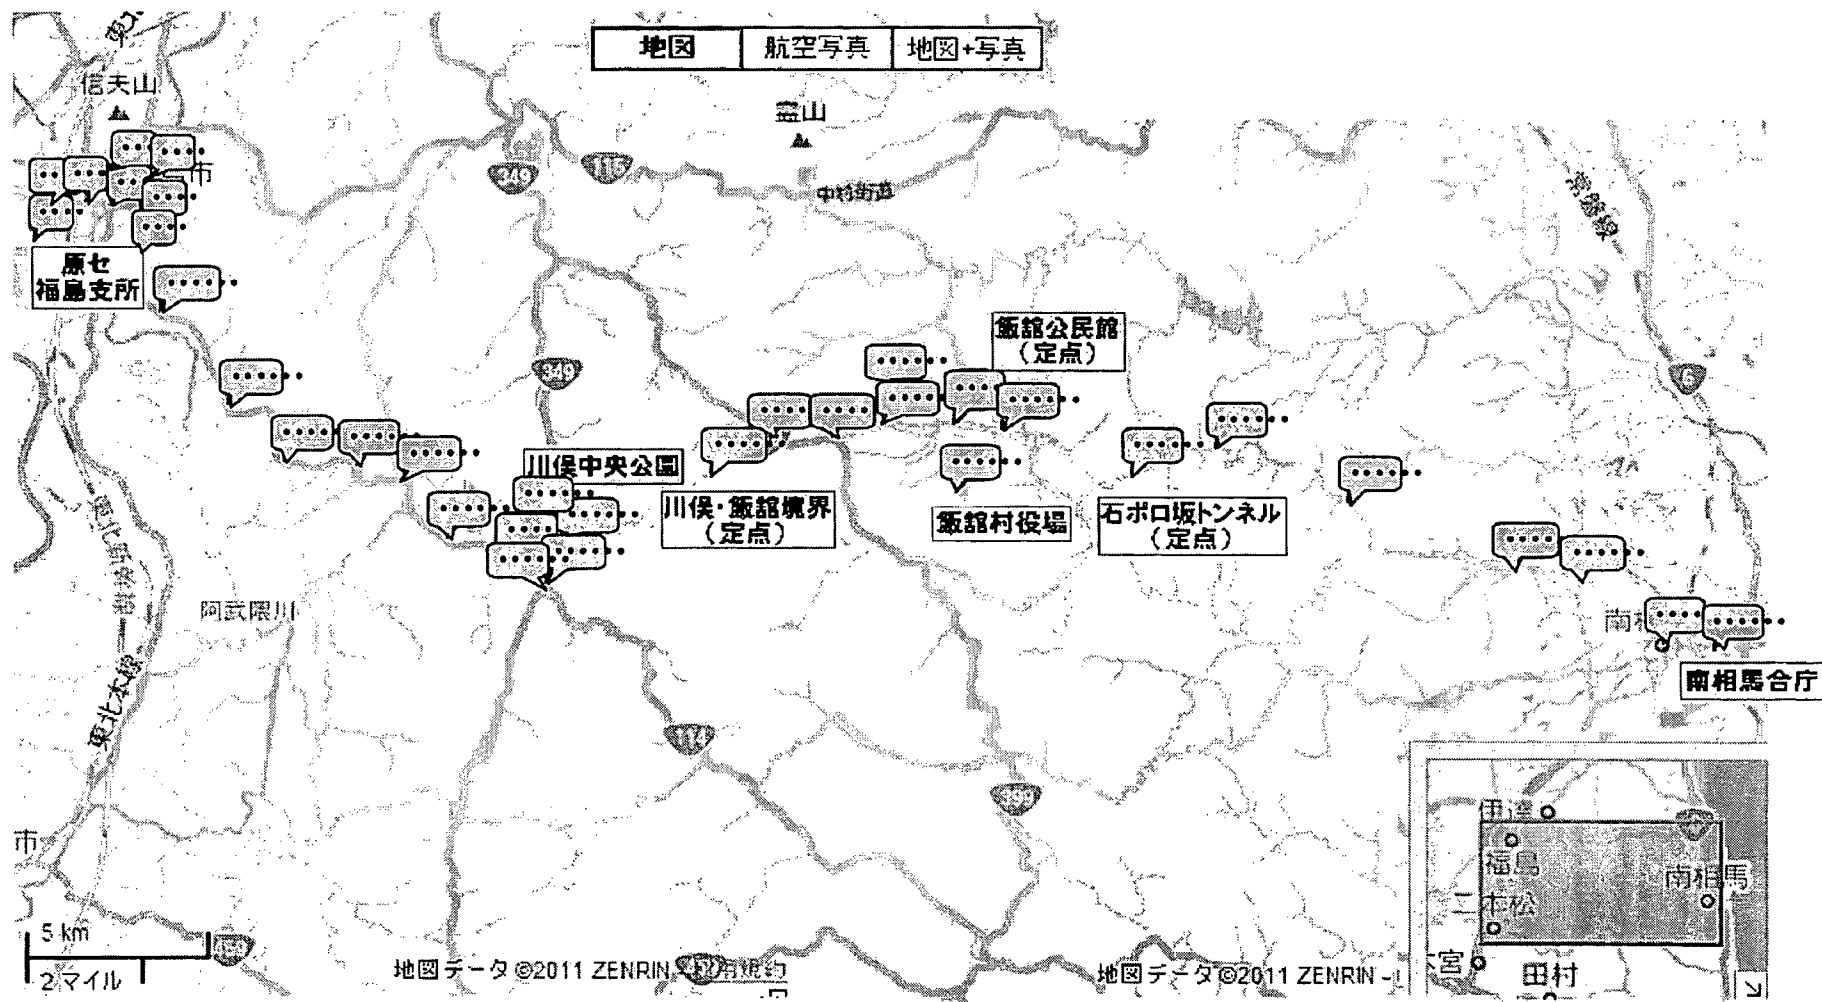 地図 航空写真 地図+写真
信夫山
霊山
349
115
中村街道
常磐線
市
原セ
福島支所
飯舘公民館
(定点)
349
6
川俣中央公園
川俣・飯舘境界
(定点)
飯舘村役場
石ポロ坂トンネル
(定点)
阿武隈川
東北本線
南相馬合庁
114
399
伊達
福島
南相馬
二本松
本宮
田村
市
5 km
2 マイル
地図データ ©2011 ZENRIN - 利用規約
地図データ ©2011 ZENRIN -